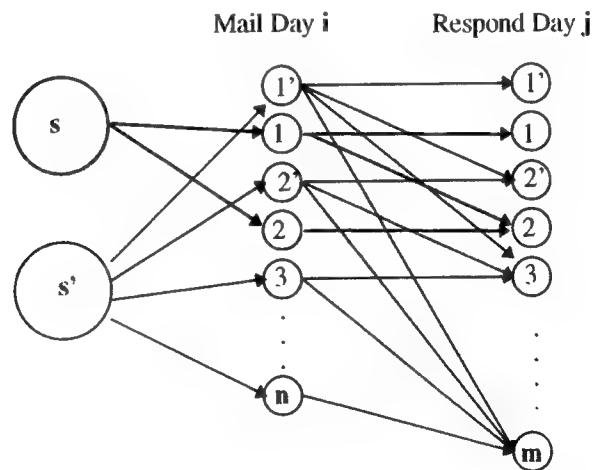 Mail Day i Respond Day j
1' 1'
s 1 1
2' 2'
2 2
s' 3 3
n
m